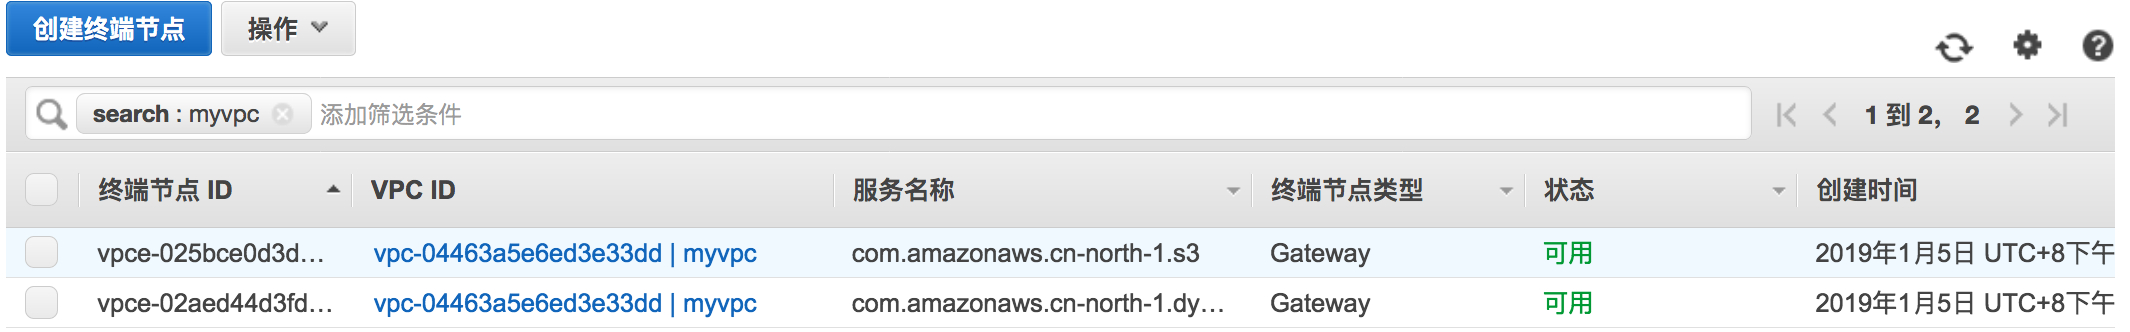 创建终端节点 操作
search : myvpc 添加筛选条件 1 到 2， 2
终端节点 ID VPC ID 服务名称 终端节点类型 状态 创建时间
vpce-025bce0d3d… vpc-04463a5e6ed3e33dd | myvpc com.amazonaws.cn-north-1.s3 Gateway 可用 2019年1月5日 UTC+8下午
vpce-02aed44d3fd… vpc-04463a5e6ed3e33dd | myvpc com.amazonaws.cn-north-1.dy… Gateway 可用 2019年1月5日 UTC+8下午